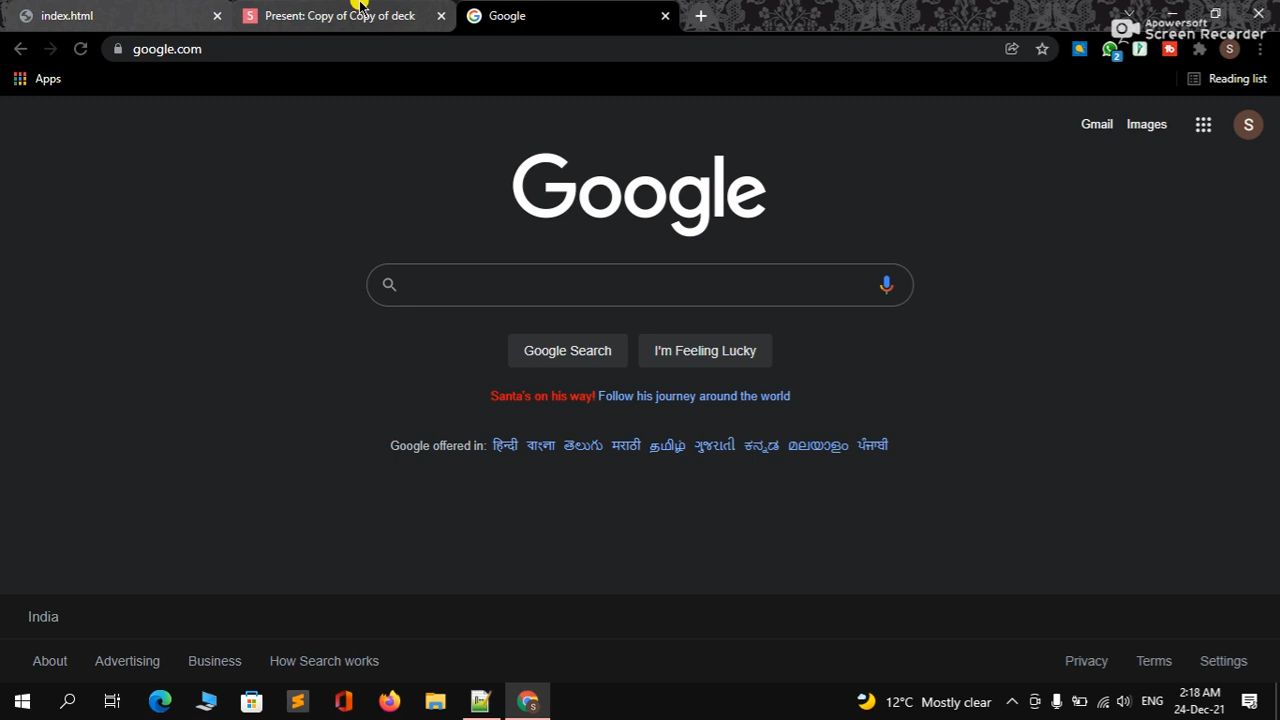 index.html
S Present: Copy of Copy of deck
Google
Apowersoft
Screen Recorder
google.com
2
S
Apps
Reading list
Gmail Images
S
Google
Google Search
I'm Feeling Lucky
Santa's on his way! Follow his journey around the world
Google offered in: हिन्दी বাংলা తెలుగు मराठी தமிழ் ગુજરાતી ಕನ್ನಡ മലയാളം ਪੰਜਾਬੀ
India
About Advertising Business How Search works
Privacy Terms Settings
12°C Mostly clear
ENG
2:18 AM
24-Dec-21